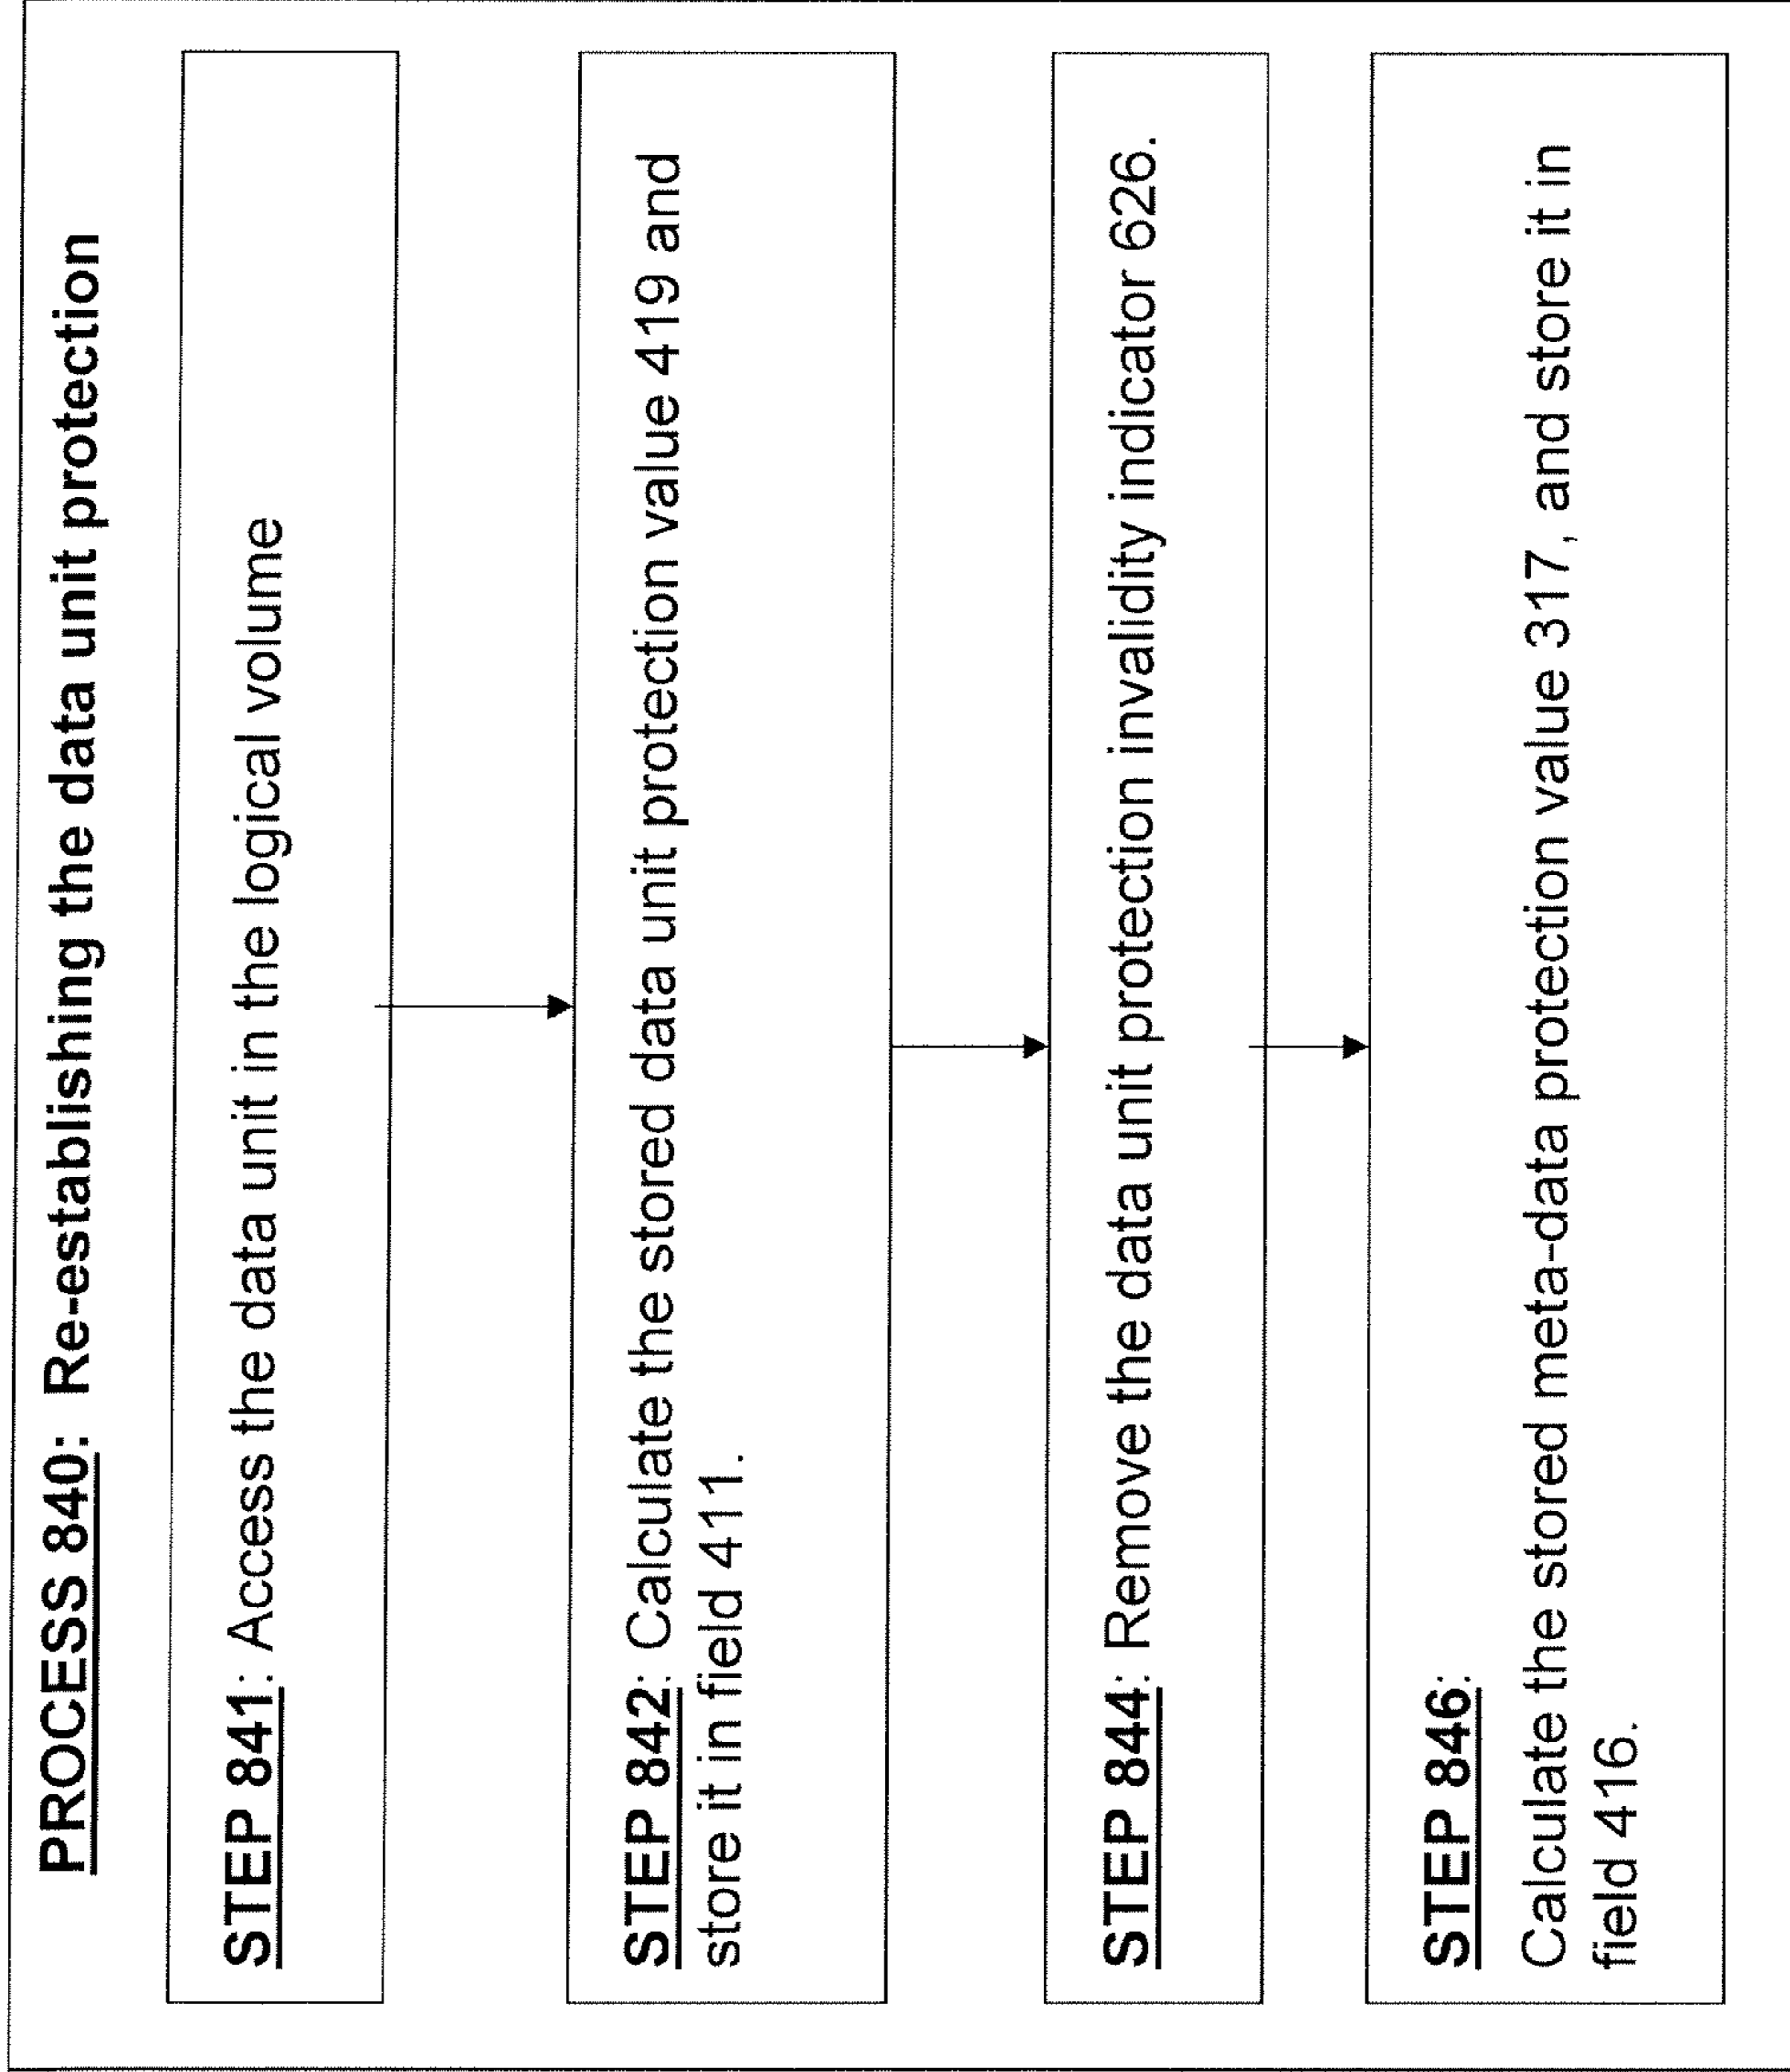 PROCESS 840: Re-establishing the data unit protection
STEP 841: Access the data unit in the logical volume
STEP 842: Calculate the stored data unit protection value 419 and
store it in field 411.
STEP 844: Remove the data unit protection invalidity indicator 626.
STEP 846:
Calculate the stored meta-data protection value 317, and store it in
field 416.